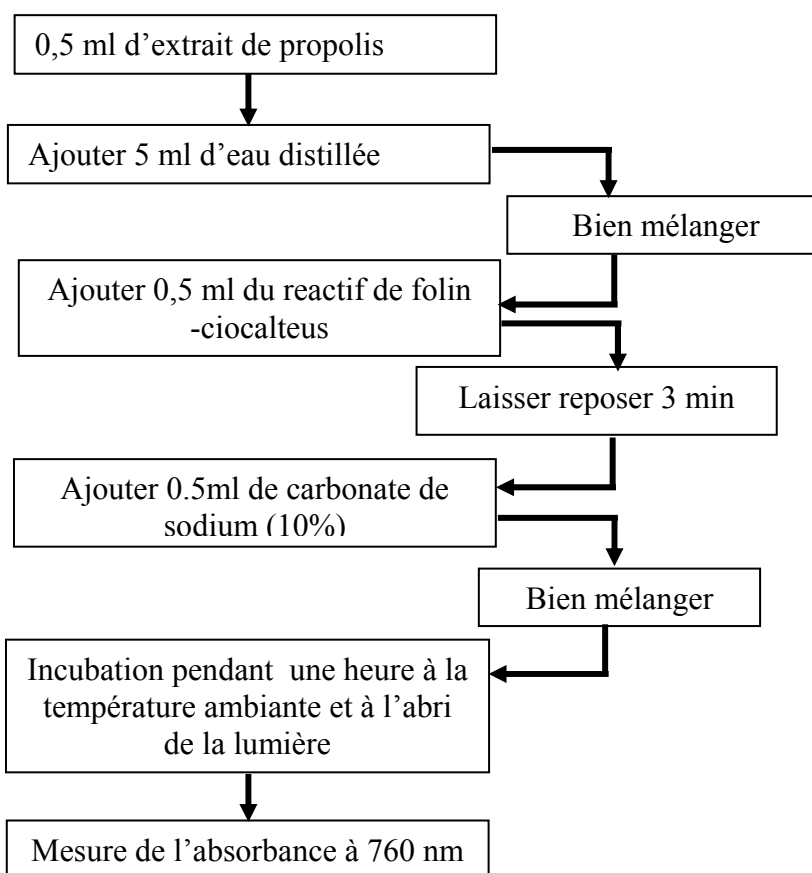 0,5 ml d’extrait de propolis
Ajouter 5 ml d’eau distillée
Bien mélanger
Ajouter 0,5 ml du reactif de folin
-ciocalteus
Laisser reposer 3 min
Ajouter 0.5ml de carbonate de
sodium (10%)
Bien mélanger
Incubation pendant une heure à la
température ambiante et à l’abri
de la lumière
Mesure de l’absorbance à 760 nm